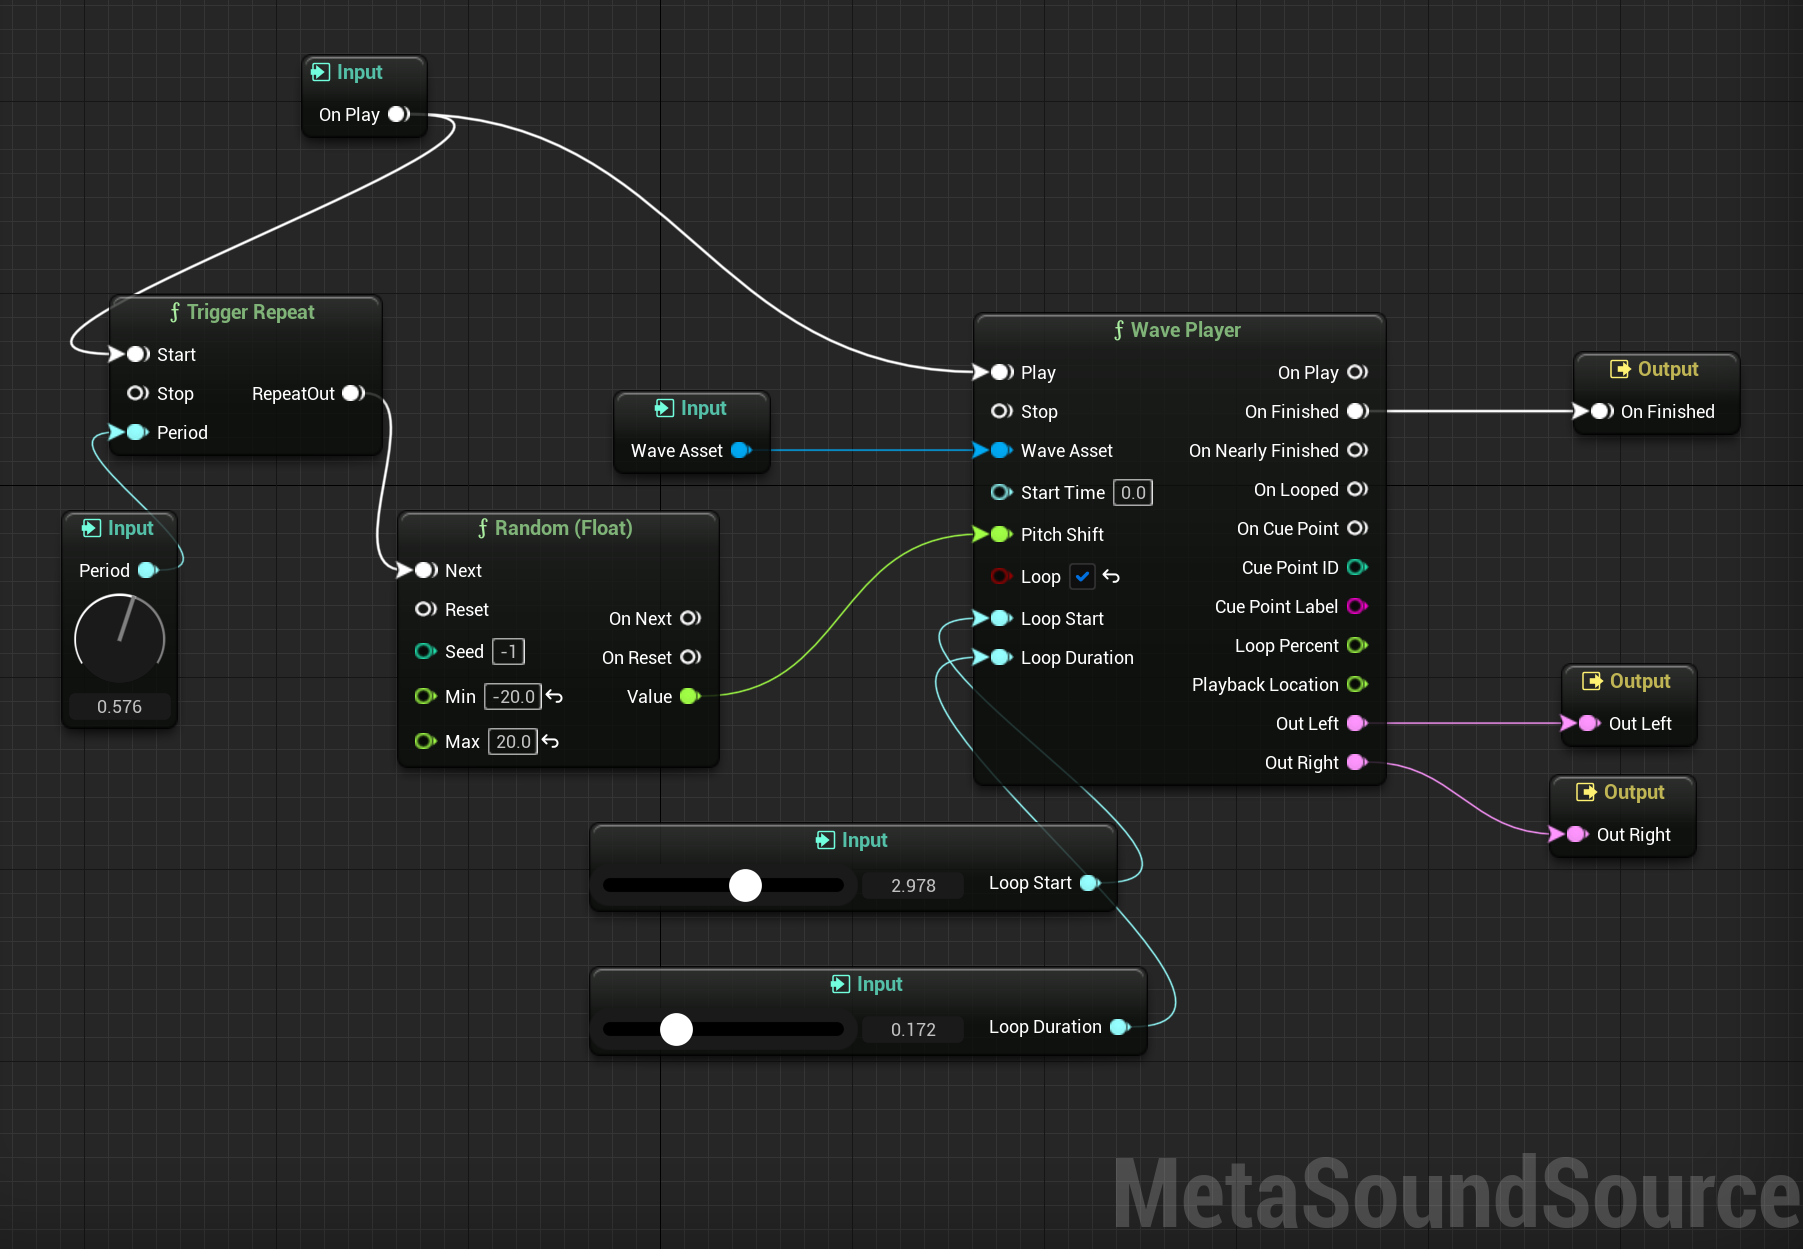 Input
On Play
ƒ Trigger Repeat
Start
Stop RepeatOut
Period
Input
Period
0.576
ƒ Random (Float)
Next
Reset
On Next
Seed -1
On Reset
Min -20.0
Value
Max 20.0
Input
Wave Asset
ƒ Wave Player
Play On Play
Stop On Finished
Wave Asset On Nearly Finished
Start Time 0.0 On Looped
Pitch Shift On Cue Point
Loop Cue Point ID
Loop Start Cue Point Label
Loop Duration Loop Percent
Playback Location
Out Left
Out Right
Output
On Finished
Output
Out Left
Output
Out Right
Input
2.978 Loop Start
Input
0.172 Loop Duration
MetaSoundSource